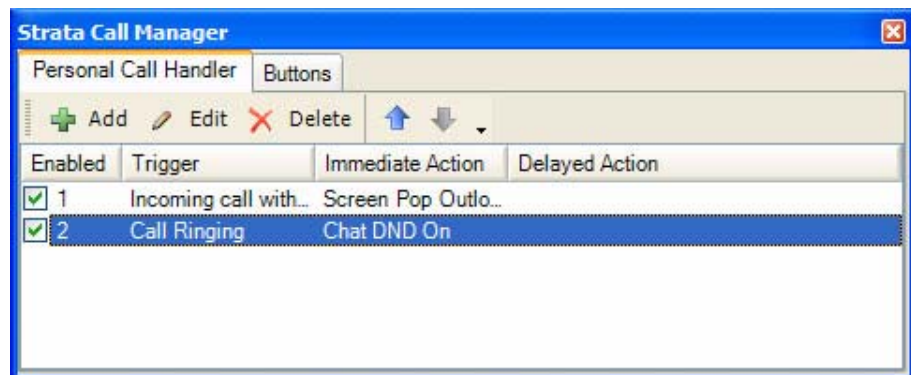 Strata Call Manager
Personal Call Handler Buttons
Add Edit Delete
Enabled Trigger Immediate Action Delayed Action
1 Incoming call with... Screen Pop Outlo...
2 Call Ringing Chat DND On